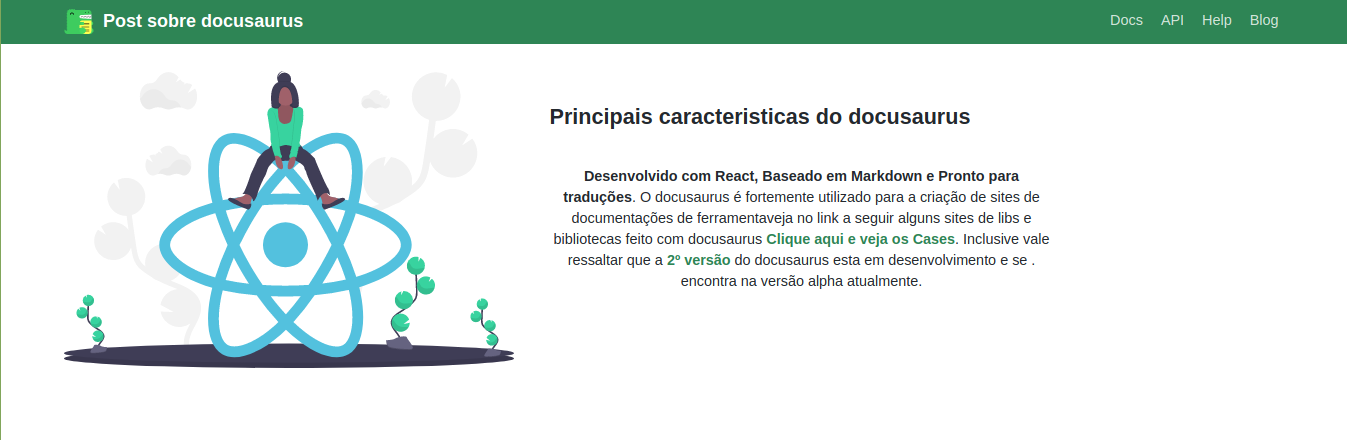 Post sobre docusaurus
Docs API Help Blog
Principais caracteristicas do docusaurus
Desenvolvido com React, Baseado em Markdown e Pronto para
traduções. O docusaurus é fortemente utilizado para a criação de sites de
documentações de ferramentaveja no link a seguir alguns sites de libs e
bibliotecas feito com docusaurus Clique aqui e veja os Cases. Inclusive vale
ressaltar que a 2º versão do docusaurus esta em desenvolvimento e se .
encontra na versão alpha atualmente.